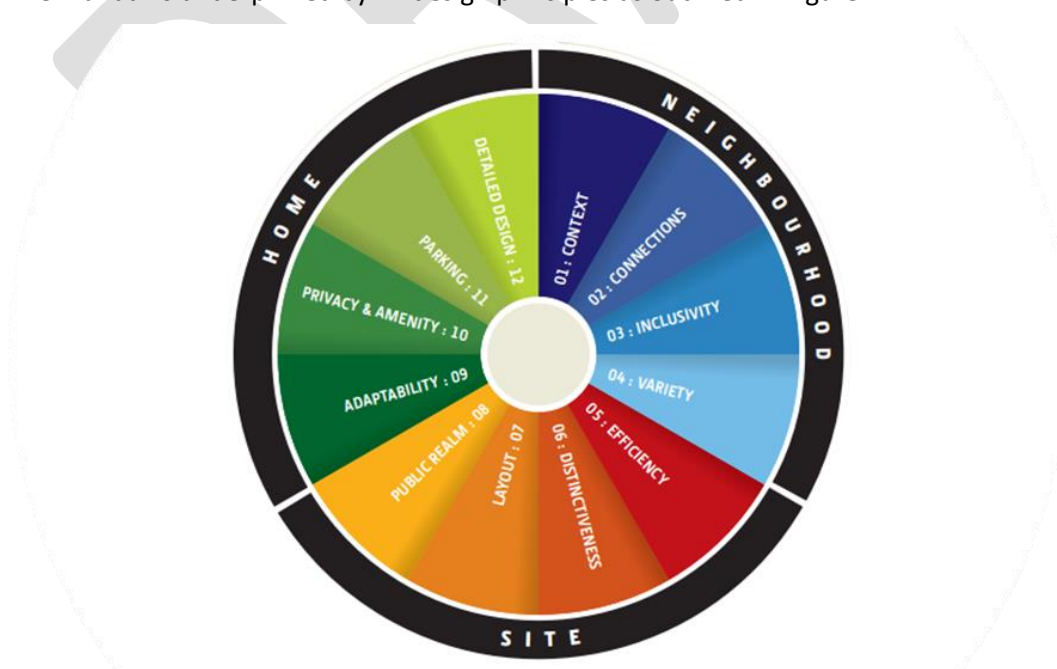 NEIGHBOURHOOD
01 : CONTEXT
02 : CONNECTIONS
03 : INCLUSIVITY
04 : VARIETY
SITE
05 : EFFICIENCY
06 : DISTINCTIVENESS
LAYOUT : 07
PUBLIC REALM : 08
HOME
ADAPTABILITY : 09
PRIVACY & AMENITY : 10
PARKING : 11
DETAILED DESIGN : 12